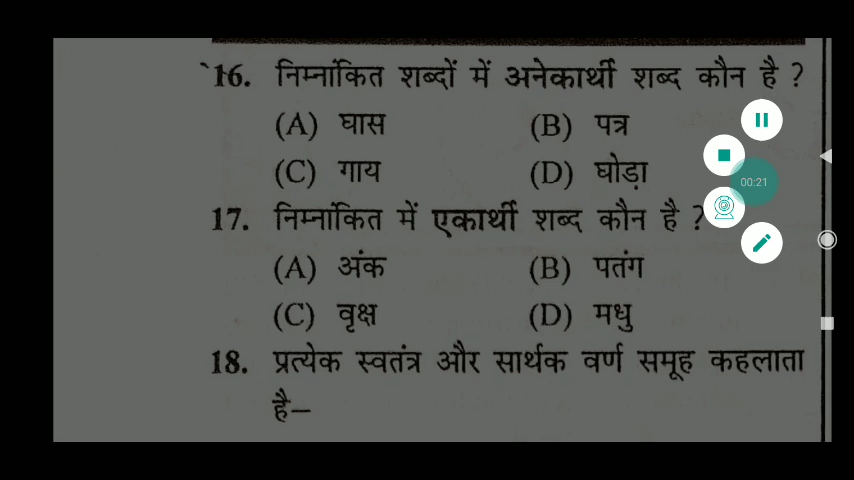 16. निम्नांकित शब्दों में अनेकार्थी शब्द कौन है ?
(A) घास (B) पत्र
(C) गाय (D) घोड़ा
00:21
17. निम्नांकित में एकार्थी शब्द कौन है ?
(A) अंक (B) पतंग
(C) वृक्ष (D) मधु
18. प्रत्येक स्वतंत्र और सार्थक वर्ण समूह कहलाता
है–